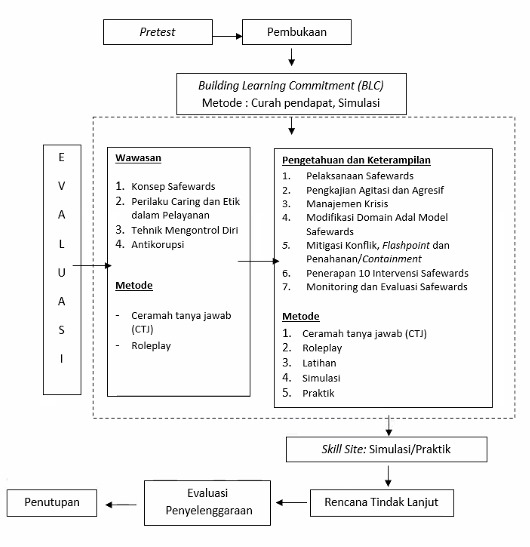 Pretest
Pembukaan
Building Learning Commitment (BLC)
Metode : Curah pendapat, Simulasi
E
V
A
L
U
A
S
I
Wawasan
1. Konsep Safewards
2. Perilaku Caring dan Etik
dalam Pelayanan
3. Tehnik Mengontrol Diri
4. Antikorupsi
Metode
- Ceramah tanya jawab
(CTJ)
- Roleplay
Pengetahuan dan Keterampilan
1. Pelaksanaan Safewards
2. Pengkajian Agitasi dan Agresif
3. Manajemen Krisis
4. Modifikasi Domain Adal Model
Safewards
5. Mitigasi Konflik, Flashpoint dan
Penahanan/Containment
6. Penerapan 10 Intervensi Safewards
7. Monitoring dan Evaluasi Safewards
Metode
1. Ceramah tanya jawab (CTJ)
2. Roleplay
3. Latihan
4. Simulasi
5. Praktik
Skill Site: Simulasi/Praktik
Rencana Tindak Lanjut
Evaluasi
Penyelenggaraan
Penutupan